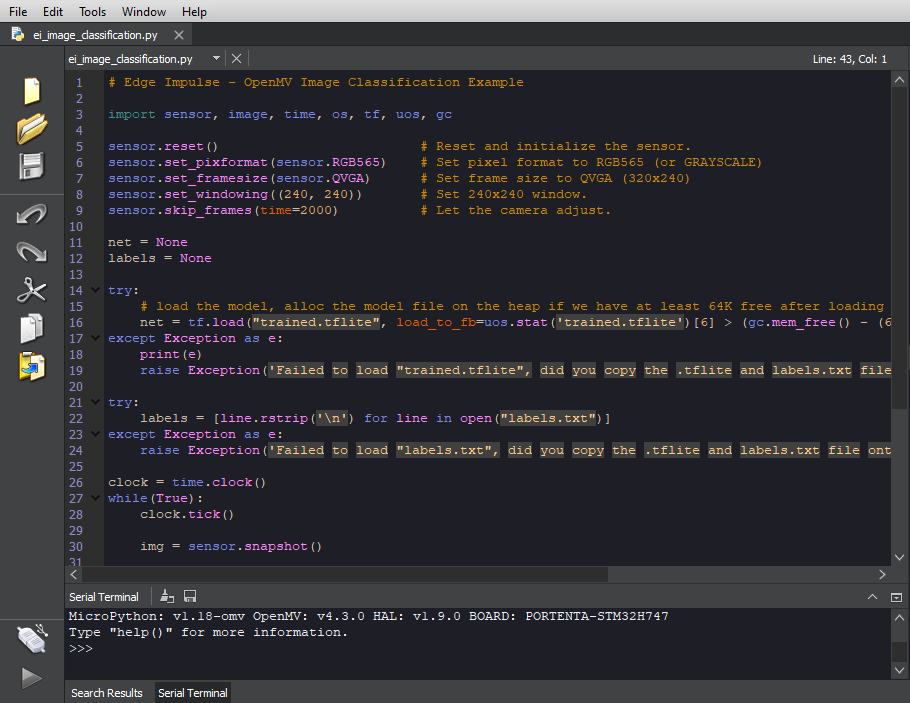 File Edit Tools Window Help
ei_image_classification.py
ei_image_classification.py Line: 43, Col: 1
1 # Edge Impulse - OpenMV Image Classification Example
2
3 import sensor, image, time, os, tf, uos, gc
4
5 sensor.reset() # Reset and initialize the sensor.
6 sensor.set_pixformat(sensor.RGB565) # Set pixel format to RGB565 (or GRAYSCALE)
7 sensor.set_framesize(sensor.QVGA) # Set frame size to QVGA (320x240)
8 sensor.set_windowing((240, 240)) # Set 240x240 window.
9 sensor.skip_frames(time=2000) # Let the camera adjust.
10
11 net = None
12 labels = None
13
14 try:
15 # load the model, alloc the model file on the heap if we have at least 64K free after loading
16 net = tf.load("trained.tflite", load_to_fb=uos.stat('trained.tflite')[6] > (gc.mem_free() - (6
17 except Exception as e:
18 print(e)
19 raise Exception('Failed to load "trained.tflite", did you copy the .tflite and labels.txt file
20
21 try:
22 labels = [line.rstrip('\n') for line in open("labels.txt")]
23 except Exception as e:
24 raise Exception('Failed to load "labels.txt", did you copy the .tflite and labels.txt file ont
25
26 clock = time.clock()
27 while(True):
28 clock.tick()
29
30 img = sensor.snapshot()
31
Serial Terminal
MicroPython: v1.18-omv OpenMV: v4.3.0 HAL: v1.9.0 BOARD: PORTENTA-STM32H747
Type "help()" for more information.
>>>
Search Results Serial Terminal